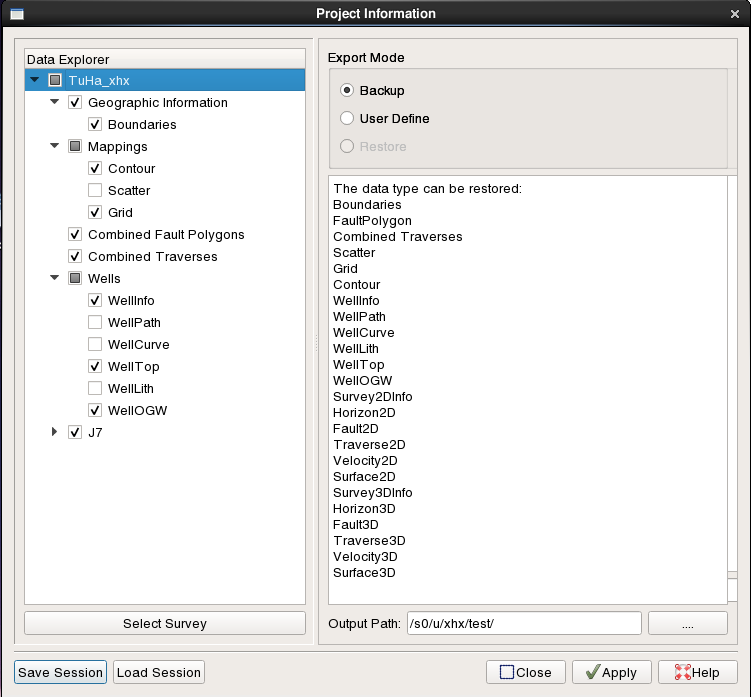 Project Information
Data Explorer
TuHa_xhx
Geographic Information
Boundaries
Mappings
Contour
Scatter
Grid
Combined Fault Polygons
Combined Traverses
Wells
WellInfo
WellPath
WellCurve
WellTop
WellLith
WellOGW
J7
Select Survey
Export Mode
Backup
User Define
Restore
The data type can be restored:
Boundaries
FaultPolygon
Combined Traverses
Scatter
Grid
Contour
WellInfo
WellPath
WellCurve
WellLith
WellTop
WellOGW
Survey2DInfo
Horizon2D
Fault2D
Traverse2D
Velocity2D
Surface2D
Survey3DInfo
Horizon3D
Fault3D
Traverse3D
Velocity3D
Surface3D
Output Path: /s0/u/xhx/test/ ....
Save Session Load Session Close Apply Help